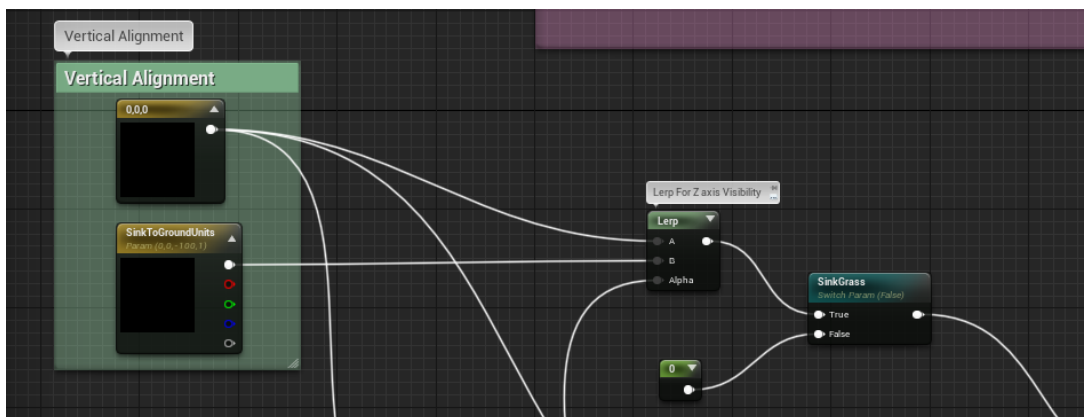 Vertical Alignment
Vertical Alignment
0,0,0
SinkToGroundUnits
Param (0,0,-100,1)
Lerp For Z axis Visibility
Lerp
A
B
Alpha
SinkGrass
Switch Param (False)
True
False
0